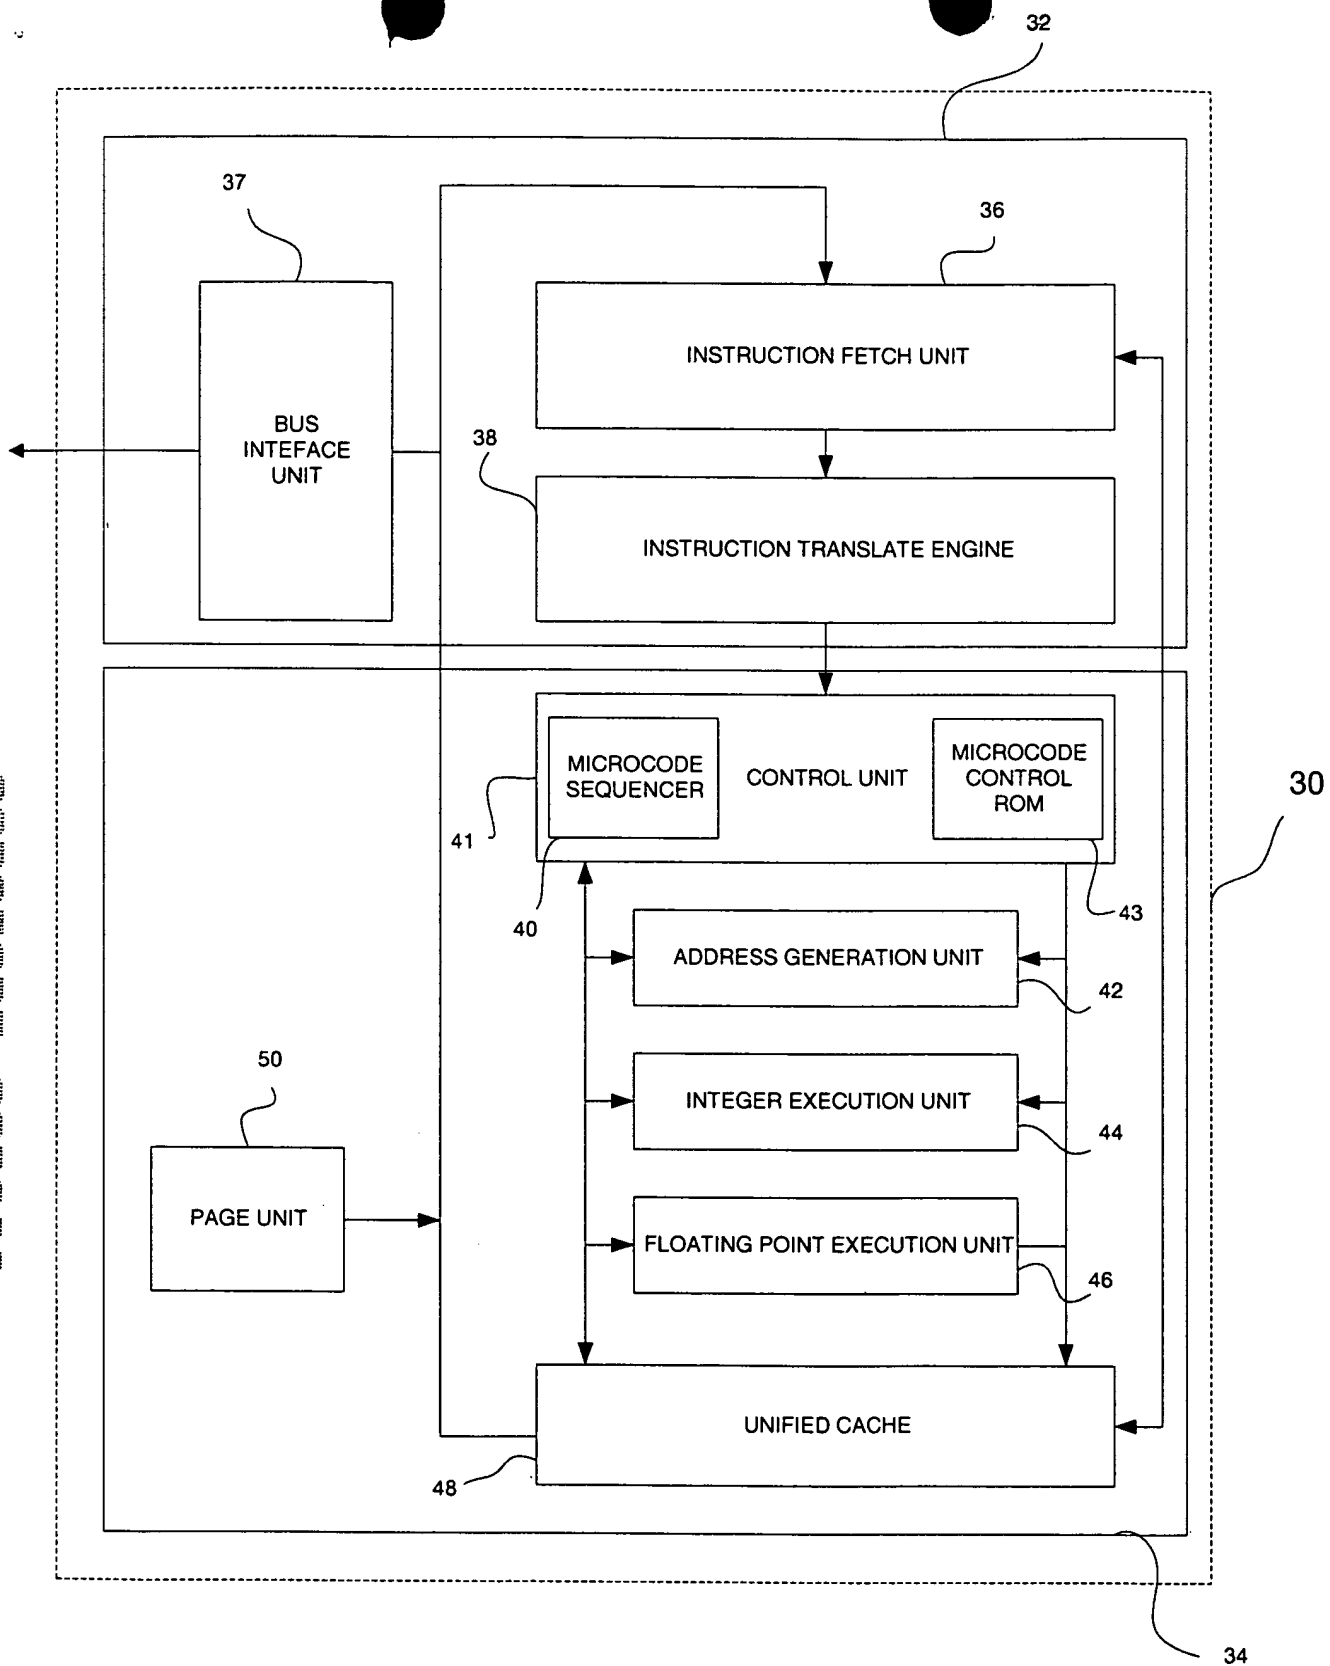 32
37
36
INSTRUCTION FETCH UNIT
BUS
INTEFACE
UNIT
38
INSTRUCTION TRANSLATE ENGINE
MICROCODE
SEQUENCER
CONTROL UNIT
MICROCODE
CONTROL
ROM
30
41
40
43
ADDRESS GENERATION UNIT
42
50
INTEGER EXECUTION UNIT
44
PAGE UNIT
FLOATING POINT EXECUTION UNIT
46
UNIFIED CACHE
48
34